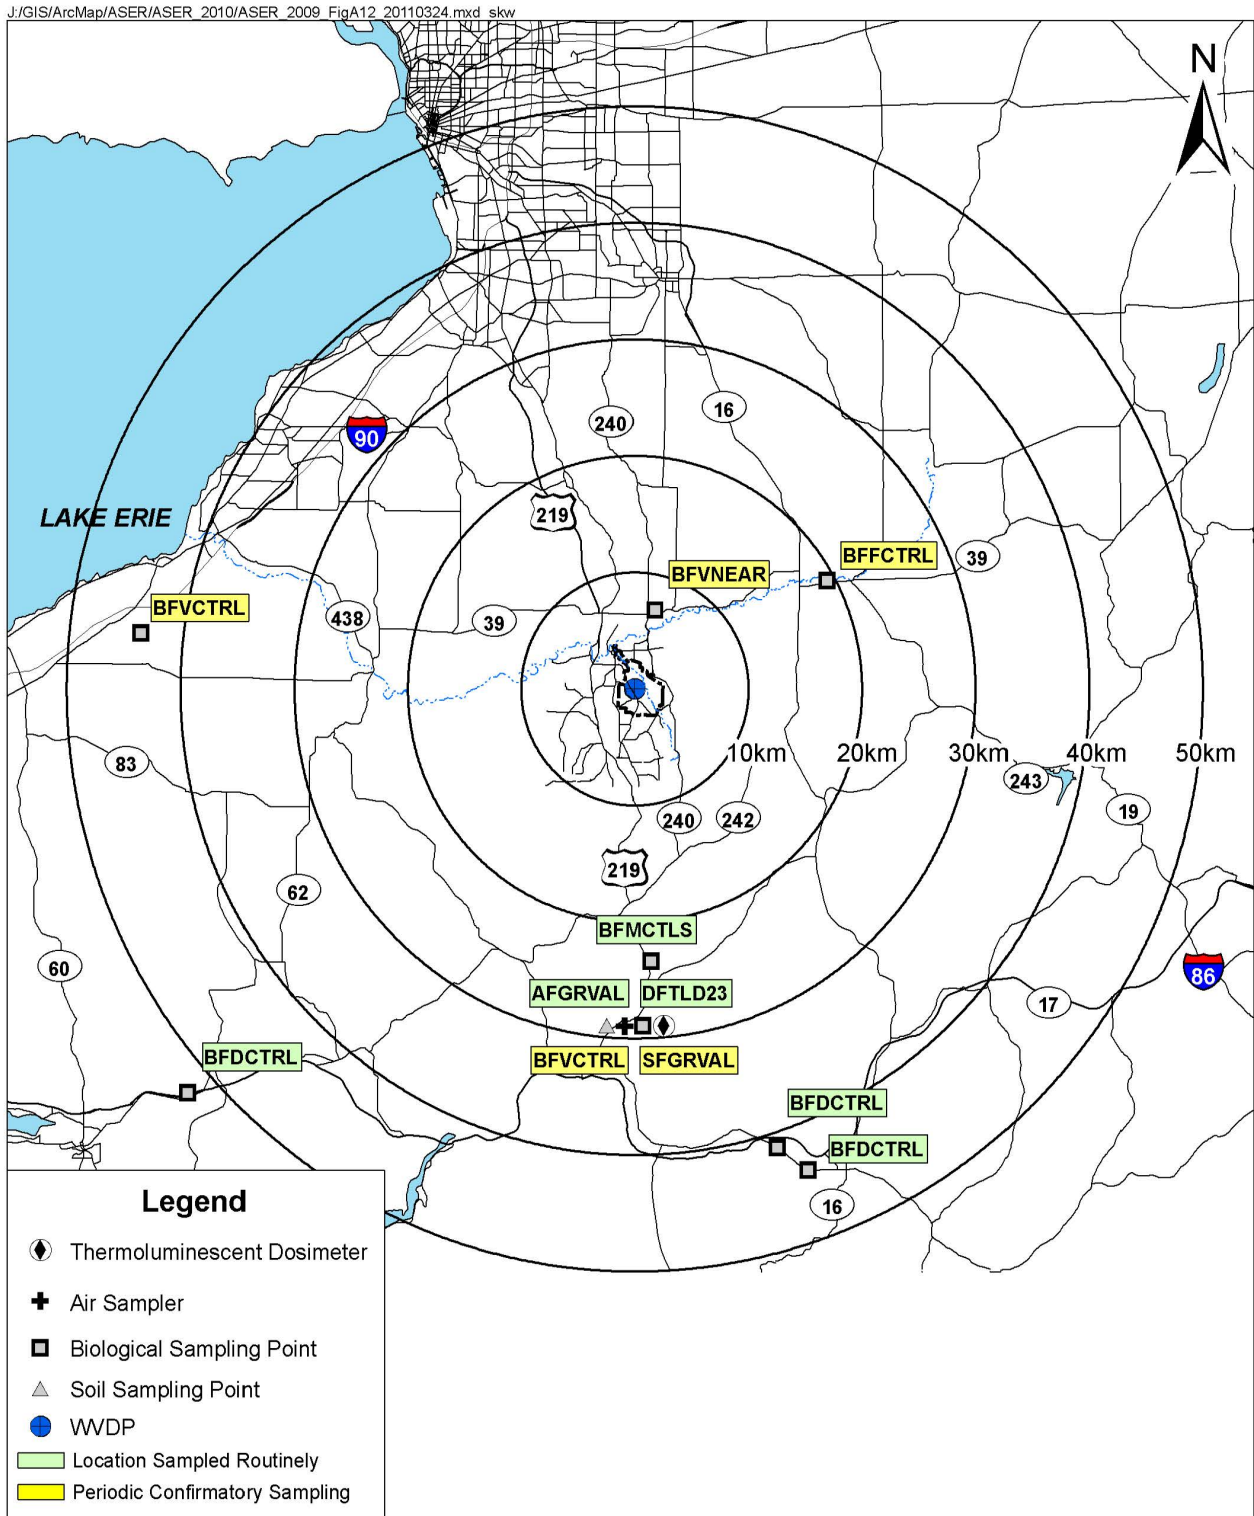 J:/GIS/ArcMap/ASER/ASER_2010/ASER_2009_FigA12_20110324.mxd skw
N
240
16
90
219
LAKE ERIE
BFVNEAR
BFFCTRL
39
BFVCTRL
438
39
10km
20km
30km
40km
50km
83
243
19
240
242
219
62
BFMCTLS
60
86
AFGRVAL
DFTLD23
17
BFVCTRL
SFGRVAL
BFDCTRL
BFDCTRL
BFDCTRL
16
Legend
Thermoluminescent Dosimeter
Air Sampler
Biological Sampling Point
Soil Sampling Point
WVDP
Location Sampled Routinely
Periodic Confirmatory Sampling